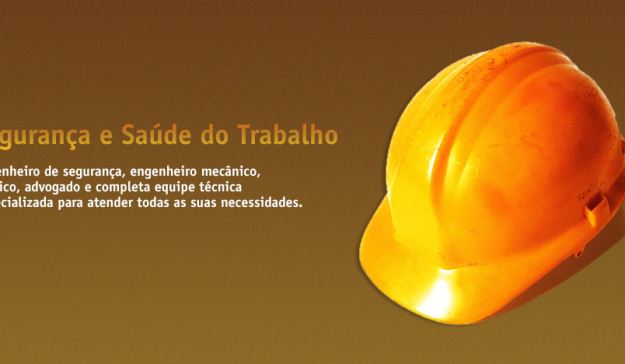 gurança e Saúde do Trabalho
enheiro de segurança, engenheiro mecânico,
ico, advogado e completa equipe técnica
ecializada para atender todas as suas necessidades.